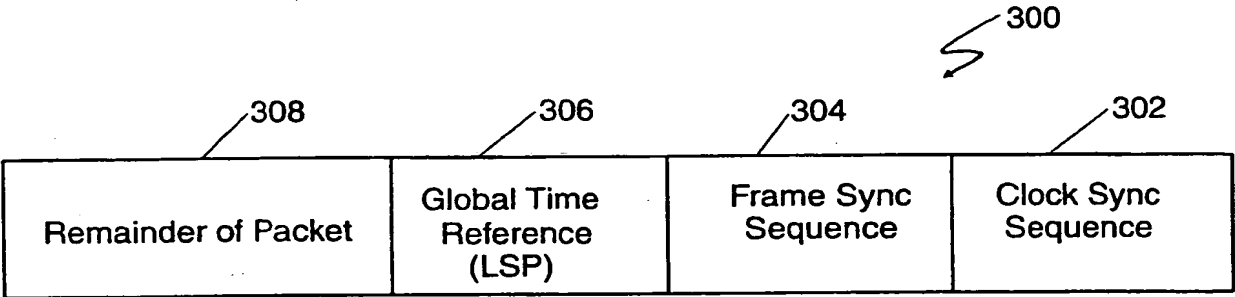 300
308
306
304
302
Remainder of Packet
Global Time
Reference
(LSP)
Frame Sync
Sequence
Clock Sync
Sequence